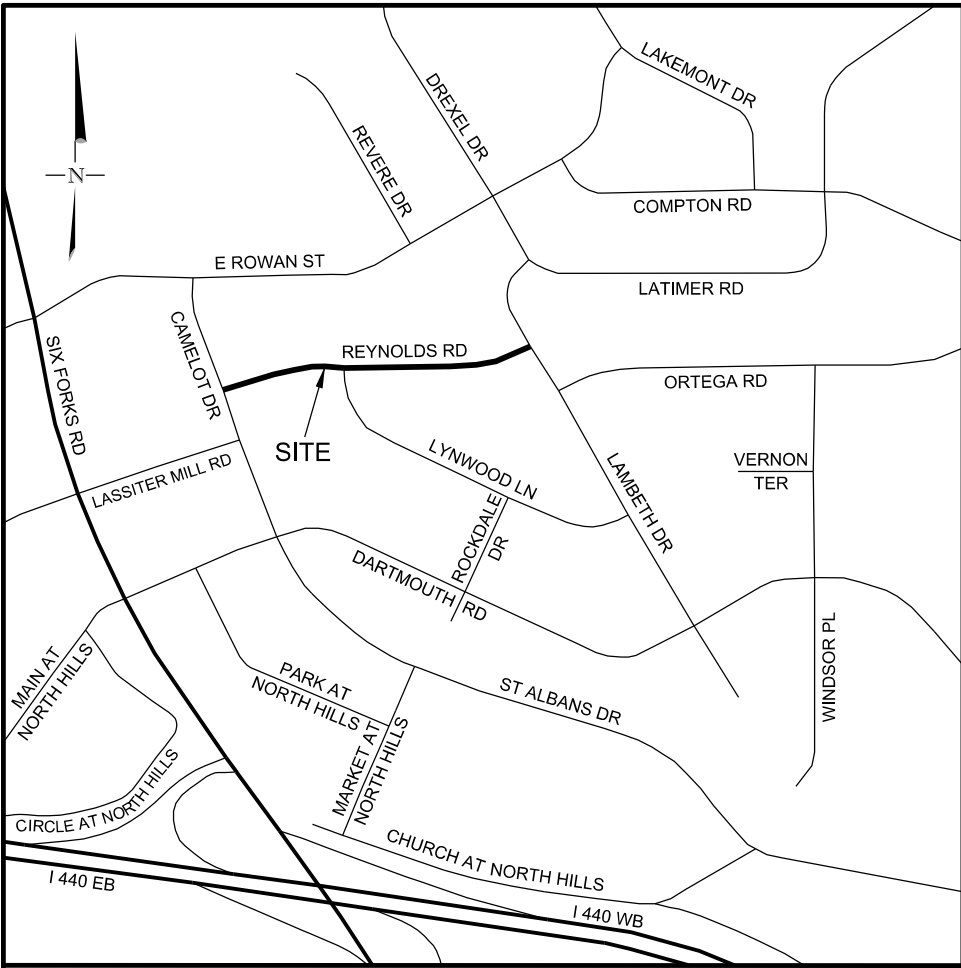 LAKEMONT DR
DREXEL DR
REVERE DR
N
COMPTON RD
E ROWAN ST
LATIMER RD
CAMELOT DR
SIX FORKS RD
REYNOLDS RD
ORTEGA RD
SITE
LYNWOOD LN
LASSITER MILL RD
LAMBETH DR
VERNON
TER
ROCKDALE
DR
DARTMOUTH RD
WINDSOR PL
MAIN AT
NORTH HILLS
PARK AT
NORTH HILLS
ST ALBANS DR
MARKET AT
NORTH HILLS
CIRCLE AT NORTH HILLS
CHURCH AT NORTH HILLS
I 440 EB
I 440 WB